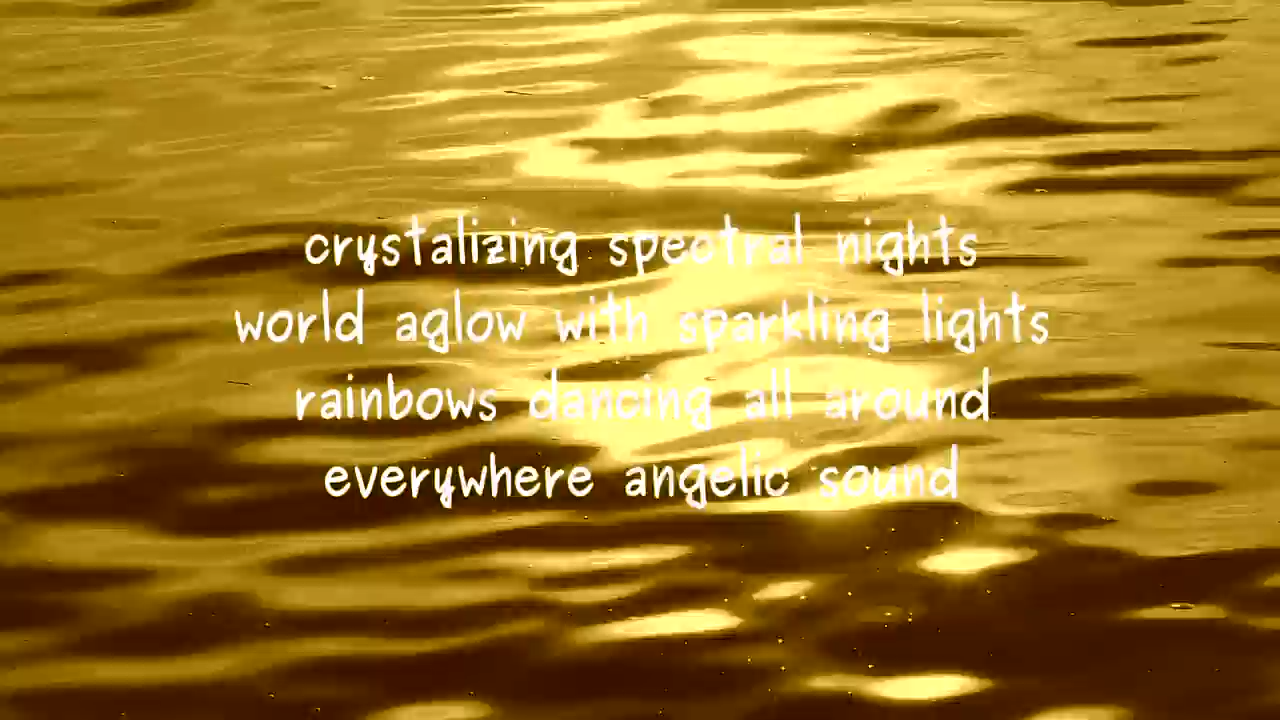 crystalizing spectral nights
world aglow with sparkling lights
rainbows dancing all around
everywhere angelic sound